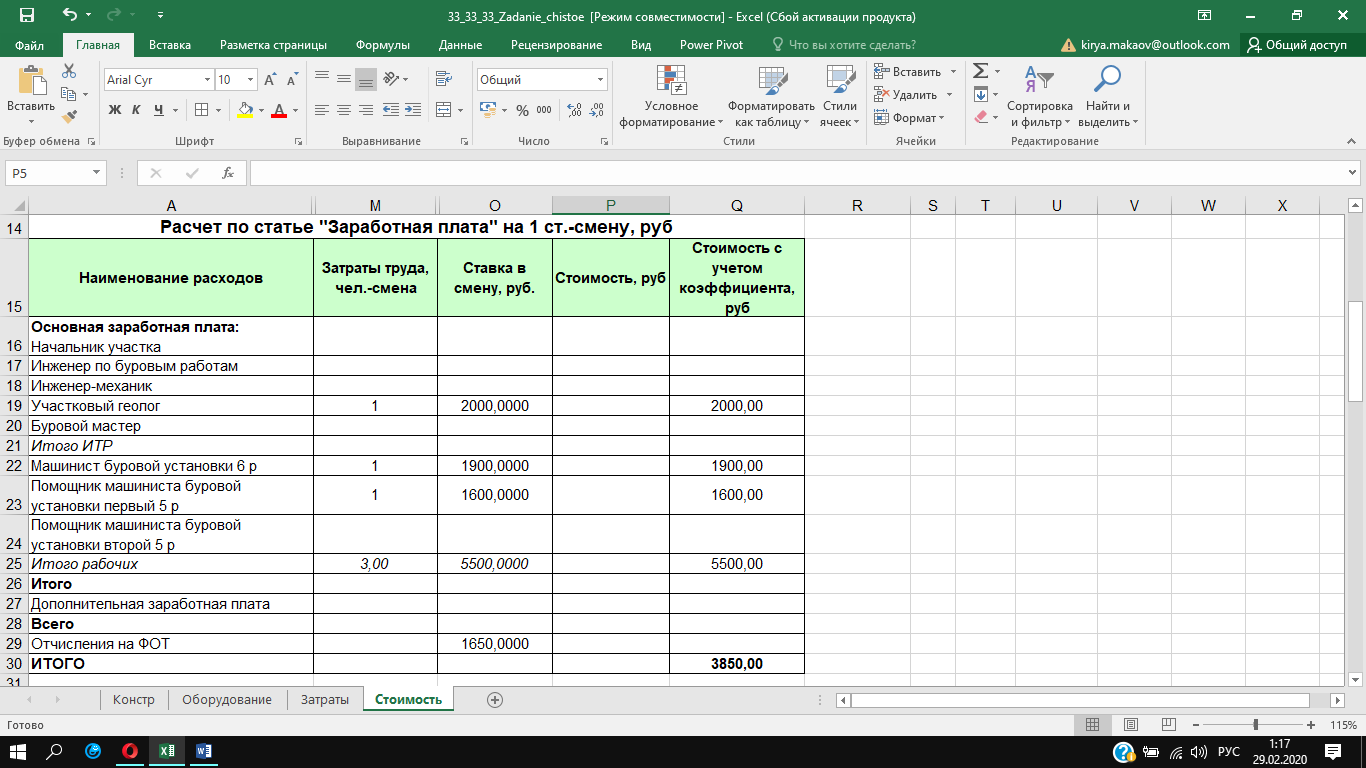 33_33_33_Zadanie_chistoe [Режим совместимости] - Excel (Сбой активации продукта)
Файл Главная Вставка Разметка страницы Формулы Данные Рецензирование Вид Power Pivot Что вы хотите сделать? kirya.makaov@outlook.com Общий доступ
Вставить
Arial Cyr 10
Ж К Ч
Общий
% 000
Условное форматирование
Форматировать как таблицу
Стили ячеек
Вставить
Удалить
Формат
Сортировка и фильтр
Найти и выделить
Буфер обмена Шрифт Выравнивание Число Стили Ячейки Редактирование
P5 fx
A M O P Q R S T U V W X
14 Расчет по статье "Заработная плата" на 1 ст.-смену, руб
15 Наименование расходов Затраты труда, чел.-смена Ставка в смену, руб. Стоимость, руб Стоимость с учетом коэффициента, руб
Основная заработная плата:
16 Начальник участка
17 Инженер по буровым работам
18 Инженер-механик
19 Участковый геолог 1 2000,0000 2000,00
20 Буровой мастер
21 Итого ИТР
22 Машинист буровой установки 6 р 1 1900,0000 1900,00
Помощник машиниста буровой
23 установки первый 5 р 1 1600,0000 1600,00
Помощник машиниста буровой
24 установки второй 5 р
25 Итого рабочих 3,00 5500,0000 5500,00
26 Итого
27 Дополнительная заработная плата
28 Всего
29 Отчисления на ФОТ 1650,0000
30 ИТОГО 3850,00
31
Констр Оборудование Затраты Стоимость
Готово 115%
РУС 1:17
29.02.2020